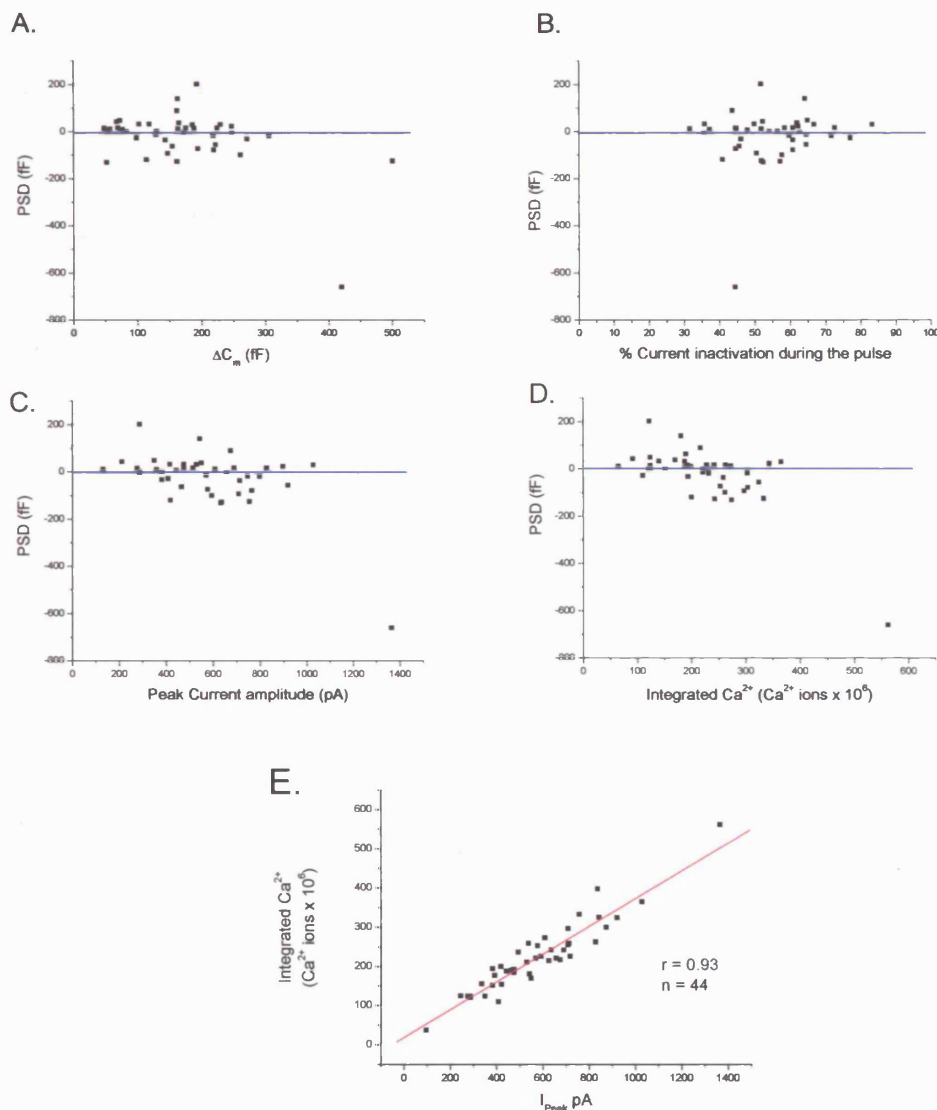 A.
200
0
-200
-400
-600
-800
PSD (fF)
0 100 200 300 400 500
ΔCₘ (fF)
B.
200
0
-200
-400
-600
-800
PSD (fF)
0 10 20 30 40 50 60 70 80 90 100
% Current inactivation during the pulse
C.
200
0
-200
-400
-600
-800
PSD (fF)
0 200 400 600 800 1000 1200 1400
Peak Current amplitude (pA)
D.
200
0
-200
-400
-600
-800
PSD (fF)
0 100 200 300 400 500 600
Integrated Ca²⁺ (Ca²⁺ ions x 10⁶)
E.
600
500
400
300
200
100
0
Integrated Ca²⁺
(Ca²⁺ ions x 10⁶)
r = 0.93
n = 44
0 200 400 600 800 1000 1200 1400
I_Peak pA